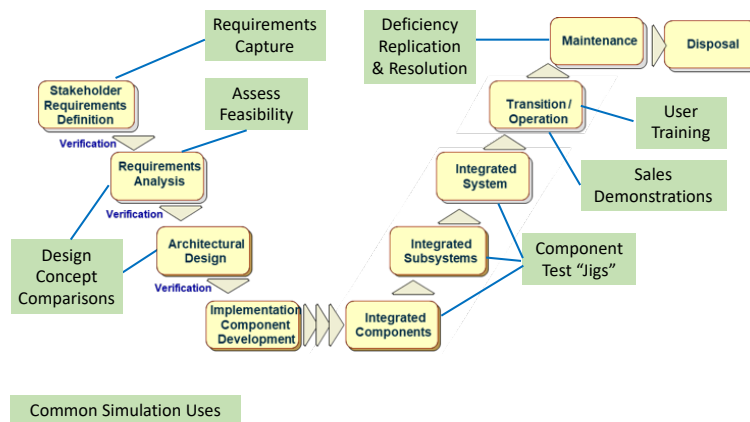 Requirements
Capture
Deficiency
Replication
& Resolution
Maintenance
Disposal
Stakeholder
Requirements
Definition
Assess
Feasibility
Transition/
Operation
User
Training
Verification
Requirements
Analysis
Integrated
System
Sales
Demonstrations
Verification
Design
Concept
Comparisons
Architectural
Design
Integrated
Subsystems
Component
Test “Jigs”
Verification
Implementation
Component
Development
Integrated
Components
Common Simulation Uses